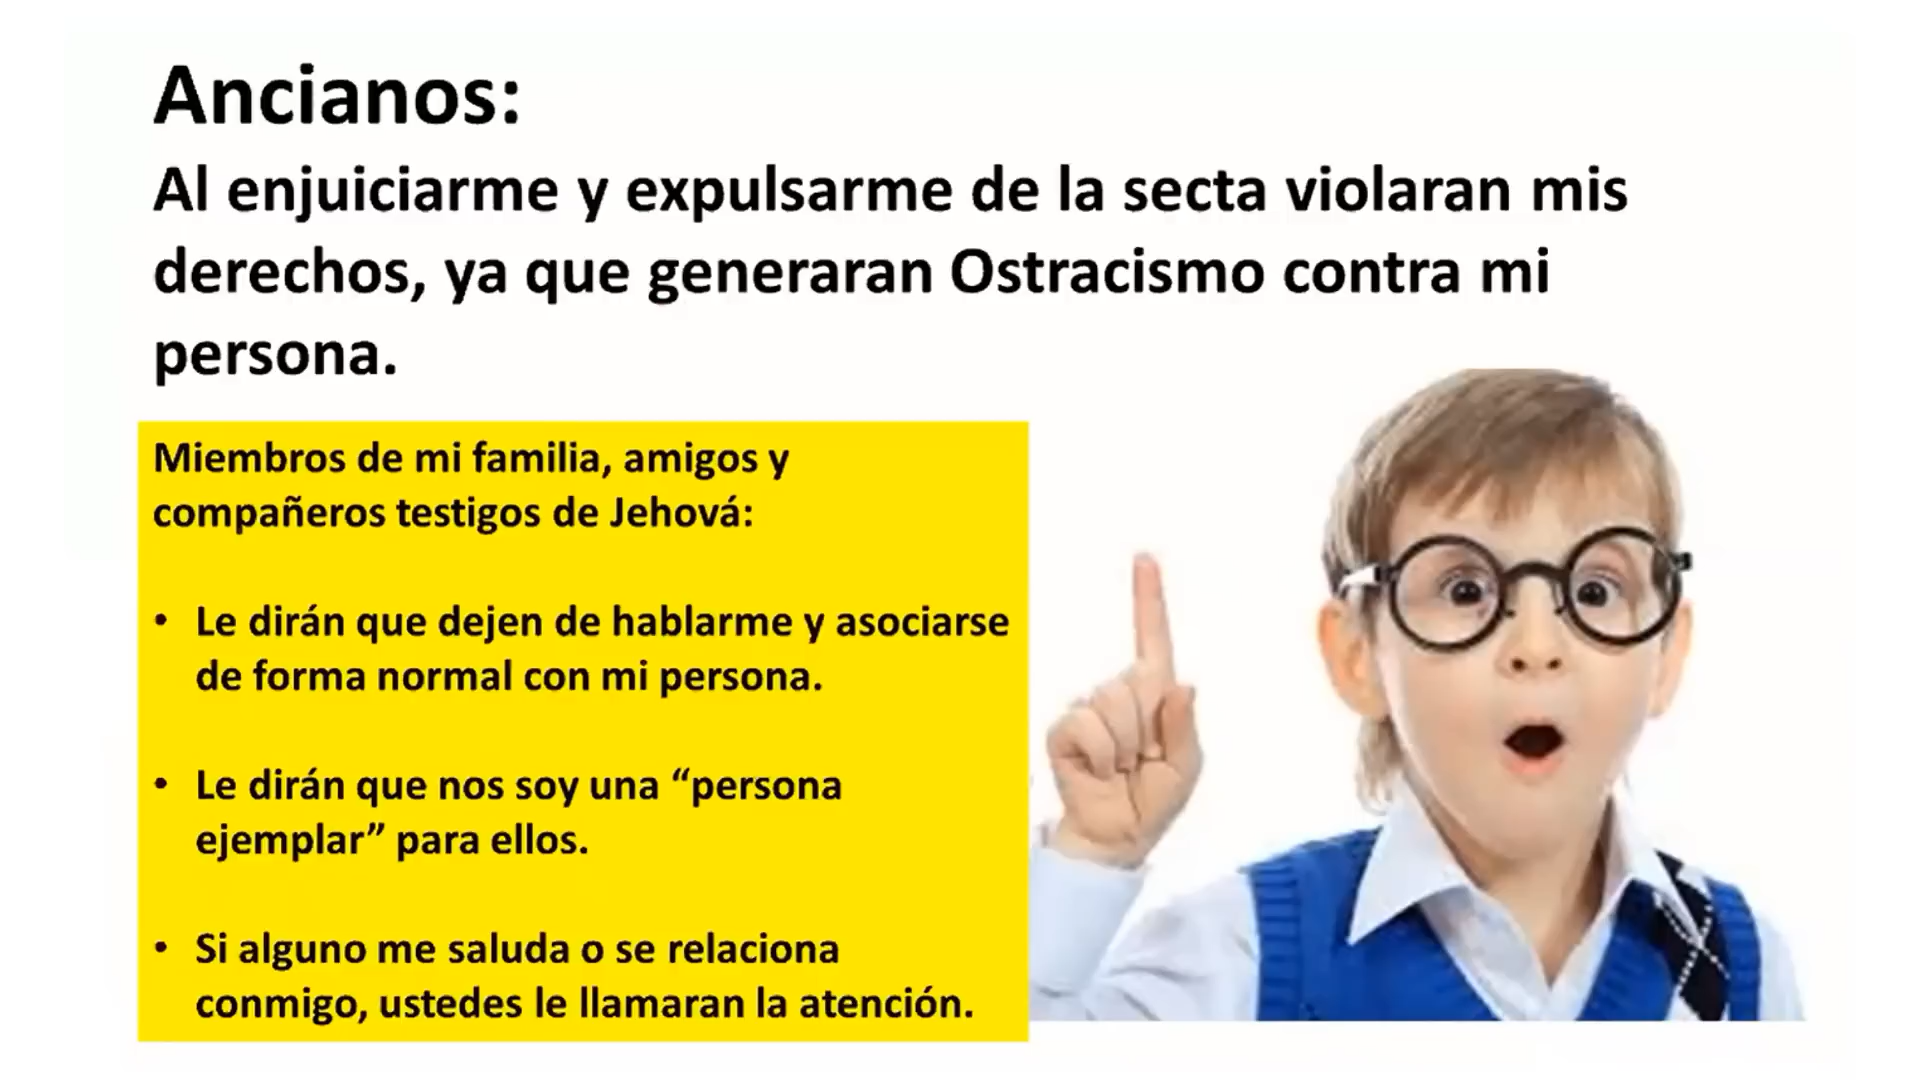 Ancianos:
Al enjuiciarme y expulsarme de la secta violaran mis
derechos, ya que generaran Ostracismo contra mi
persona.
Miembros de mi familia, amigos y
compañeros testigos de Jehová:
• Le dirán que dejen de hablarme y asociarse
de forma normal con mi persona.
• Le dirán que nos soy una “persona
ejemplar” para ellos.
• Si alguno me saluda o se relaciona
conmigo, ustedes le llamaran la atención.